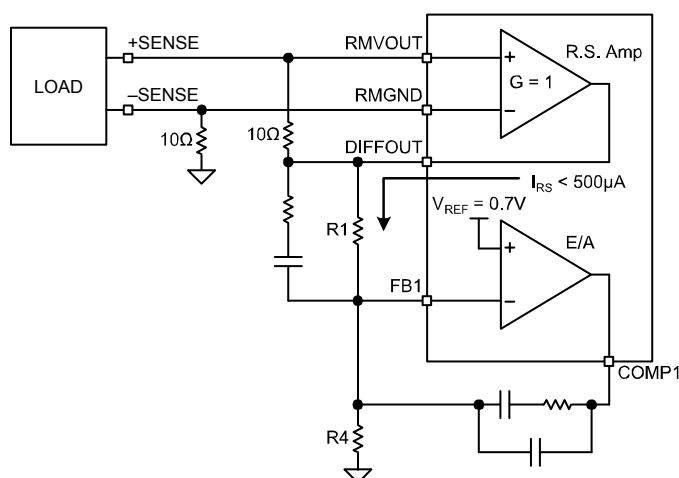 +SENSE
RMVOUT
R.S. Amp
LOAD
+
G = 1
–SENSE
RMGND
–
10Ω
10Ω
DIFFOUT
I_RS < 500µA
V_REF = 0.7V
R1
+
E/A
FB1
–
COMP1
R4